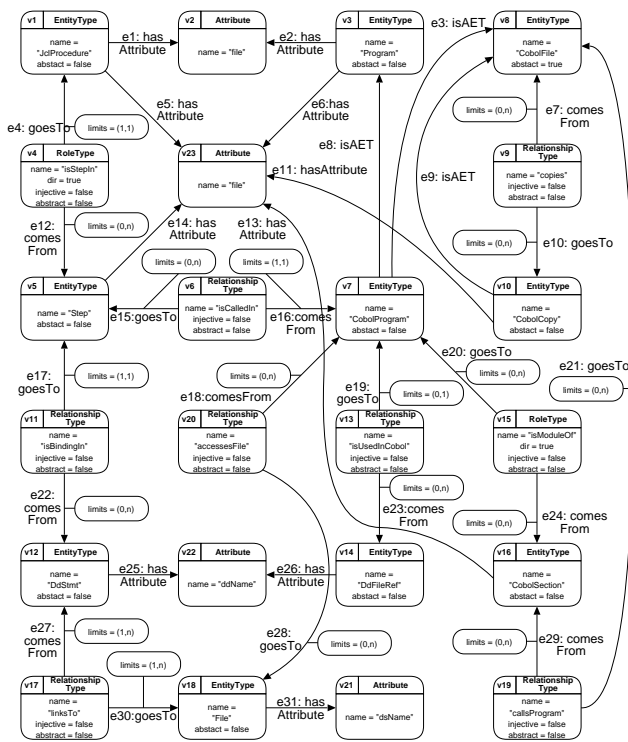 v1 EntityType
name =
"JclProcedure"
abstact = false
e1: has
Attribute
v2 Attribute
name = "file"
e2: has
Attribute
v3 EntityType
name =
"Program"
abstact = false
e3: isAET
v8 EntityType
name =
"CobolFile"
abstact = true
e4: goesTo
limits = (1,1)
e5: has
Attribute
e6:has
Attribute
e8: isAET
limits = (0,n)
e7: comes
From
v4 RoleType
name = "isStepIn"
dir = true
injective = false
abstract = false
v23 Attribute
name = "file"
e11: hasAttribute
e9: isAET
v9 Relationship
Type
name = "copies"
injective = false
abstract = false
e12:
comes
From
limits = (0,n)
e14: has
Attribute
e13: has
Attribute
limits = (0,n)
limits = (1,1)
limits = (0,n)
e10: goesTo
v5 EntityType
name = "Step"
abstact = false
e15:goesTo
v6 Relationship
Type
name = "isCalledIn"
injective = false
abstract = false
e16:comes
From
v7 EntityType
name =
"CobolProgram"
abstact = false
v10 EntityType
name =
"CobolCopy"
abstact = false
e17:
goesTo
limits = (1,1)
e18:comesFrom
limits = (0,n)
e19:
goesTo
limits = (0,1)
e20: goesTo
limits = (0,n)
e21: goesTo
limits = (0,n)
v11 Relationship
Type
name =
"isBindingIn"
injective = false
abstract = false
v20 Relationship
Type
name =
"accessesFile"
injective = false
abstract = false
v13 Relationship
Type
name =
"isUsedInCobol"
injective = false
abstract = false
v15 RoleType
name = "isModuleOf"
dir = true
injective = false
abstract = false
e22:
comes
From
limits = (0,n)
e23:comes
From
limits = (0,n)
limits = (0,n)
e24: comes
From
v12 EntityType
name =
"DdStmt"
abstact = false
e25: has
Attribute
v22 Attribute
name = "ddName"
e26: has
Attribute
v14 EntityType
name =
"DdFileRef"
abstact = false
v16 EntityType
name =
"CobolSection"
abstact = false
e27:
comes
From
limits = (1,n)
limits = (1,n)
e28:
goesTo
limits = (0,n)
limits = (0,n)
e29: comes
From
v17 Relationship
Type
name =
"linksTo"
injective = false
abstract = false
e30:goesTo
v18 EntityType
name =
"File"
abstact = false
e31: has
Attribute
v21 Attribute
name = "dsName"
v19 Relationship
Type
name =
"callsProgram"
injective = false
abstract = false